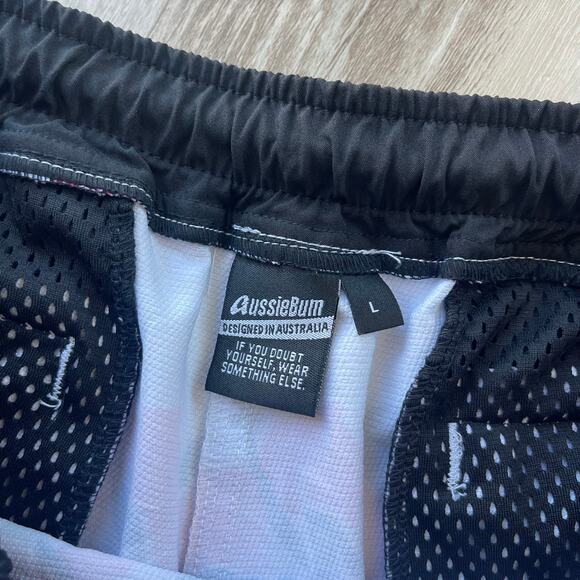 aussieBum
DESIGNED IN AUSTRALIA
IF YOU DOUBT
YOURSELF, WEAR
SOMETHING ELSE.
L